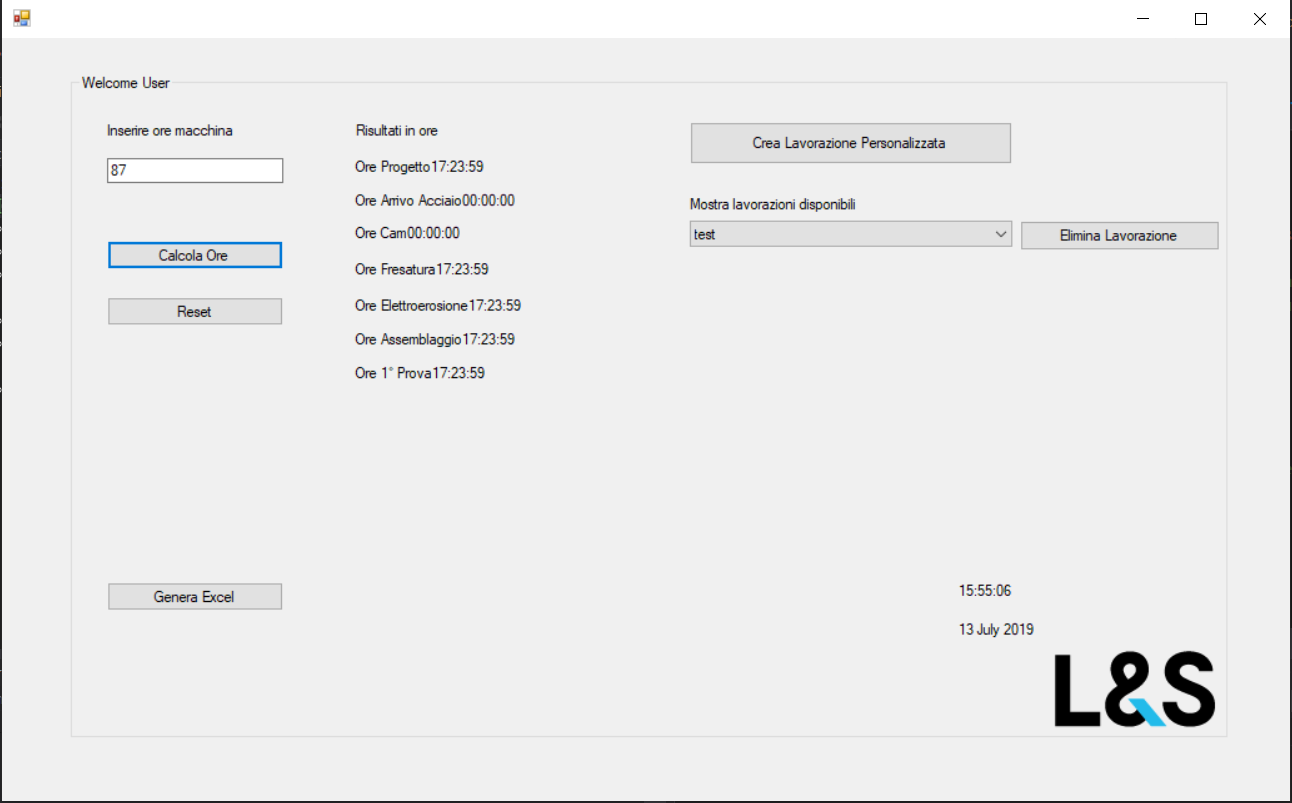 Welcome User
Inserire ore macchina
87
Calcola Ore
Reset
Genera Excel
Risultati in ore
Ore Progetto17:23:59
Ore Arrivo Acciaio00:00:00
Ore Cam00:00:00
Ore Fresatura17:23:59
Ore Elettroerosione17:23:59
Ore Assemblaggio17:23:59
Ore 1° Prova17:23:59
Crea Lavorazione Personalizzata
Mostra lavorazioni disponibili
test
Elimina Lavorazione
15:55:06
13 July 2019
L&S